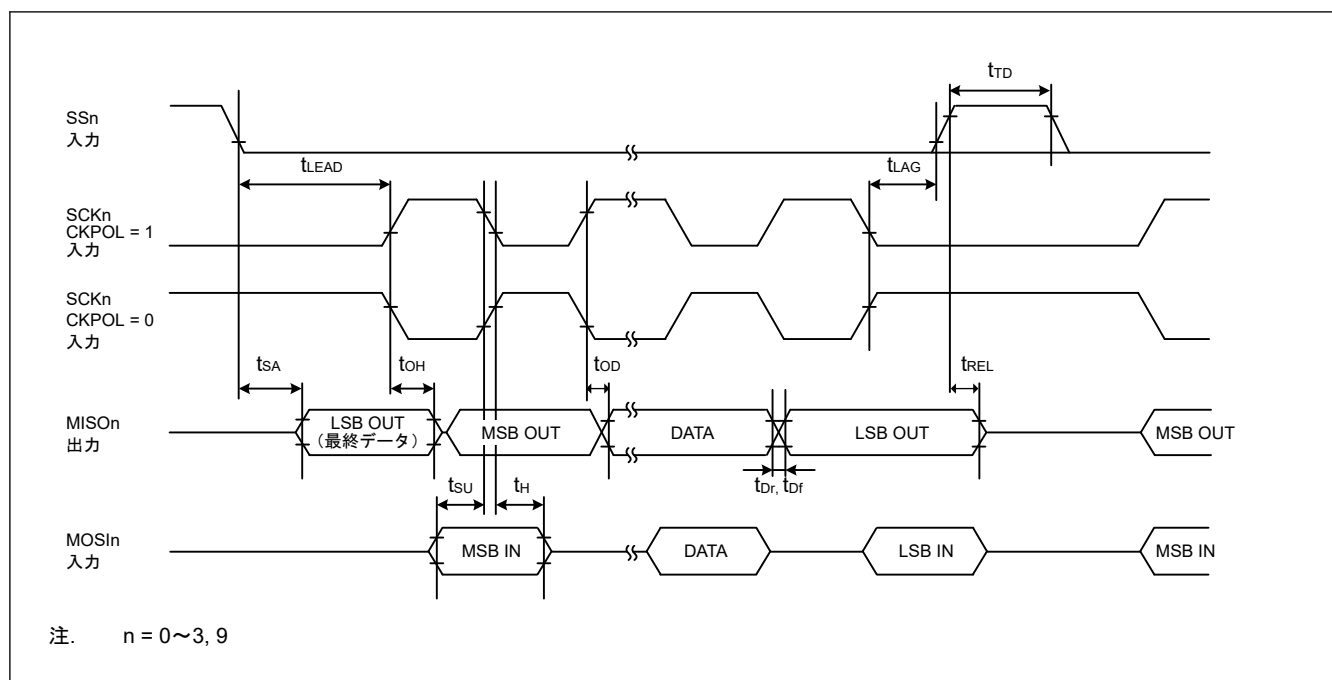 tTD
SSn
入力
tLEAD
tLAG
SCKn
CKPOL = 1
入力
SCKn
CKPOL = 0
入力
tSA
tOH
tOD
tREL
MISOn
出力
LSB OUT
(最終データ)
MSB OUT
DATA
LSB OUT
MSB OUT
tSU
tH
tDr, tDf
MOSIn
入力
MSB IN
DATA
LSB IN
MSB IN
注. n = 0〜3, 9